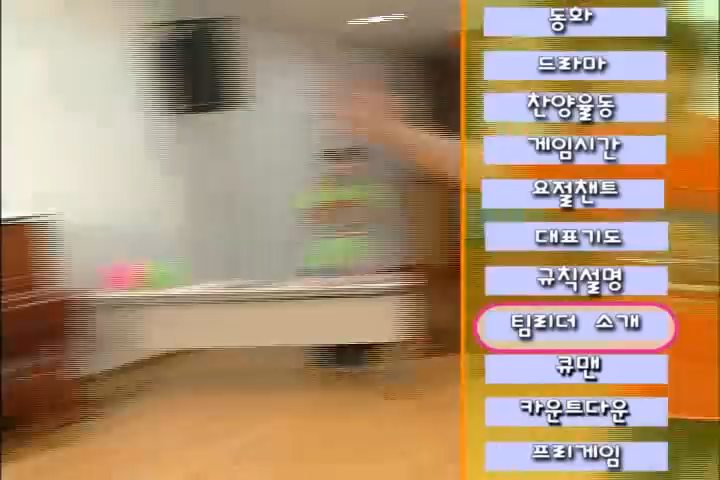 동화
드라마
찬양율동
게임시간
요절챈트
대표기도
규칙설명
팀리더 소개
큐맨
카운트다운
프리게임